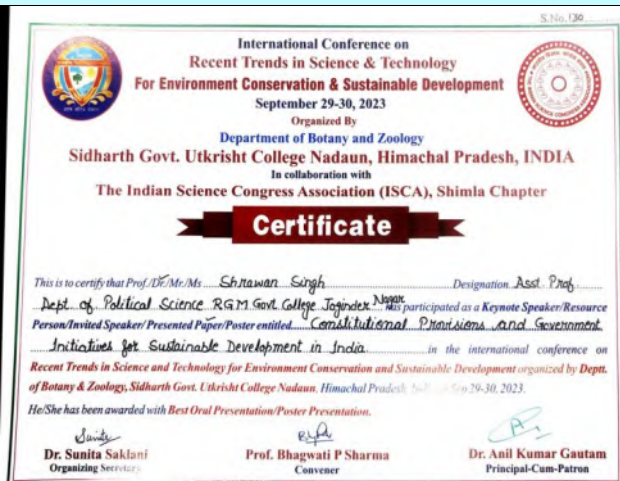 S.No. 130
International Conference on
Recent Trends in Science & Technology
For Environment Conservation & Sustainable Development
September 29-30, 2023
Organized By
Department of Botany and Zoology
Sidharth Govt. Utkrisht College Nadaun, Himachal Pradesh, INDIA
In collaboration with
The Indian Science Congress Association (ISCA), Shimla Chapter
Certificate
This is to certify that Prof./Dr./Mr./Ms Shrawan Singh Designation Asst. Prof.
Dept. of Political Science RGM Govt College Joginder Nagar has participated as a Keynote Speaker/Resource
Person/Invited Speaker/Presented Paper/Poster entitled Constitutional Provisions and Government
Initiatives for Sustainable Development in India in the international conference on
Recent Trends in Science and Technology for Environment Conservation and Sustainable Development organized by Deptt.
of Botany & Zoology, Sidharth Govt. Utkrisht College Nadaun, Himachal Pradesh, Sep 29-30, 2023.
He/She has been awarded with Best Oral Presentation/Poster Presentation.
Dr. Sunita Saklani Prof. Bhagwati P Sharma Dr. Anil Kumar Gautam
Organizing Secretary Convener Principal-Cum-Patron